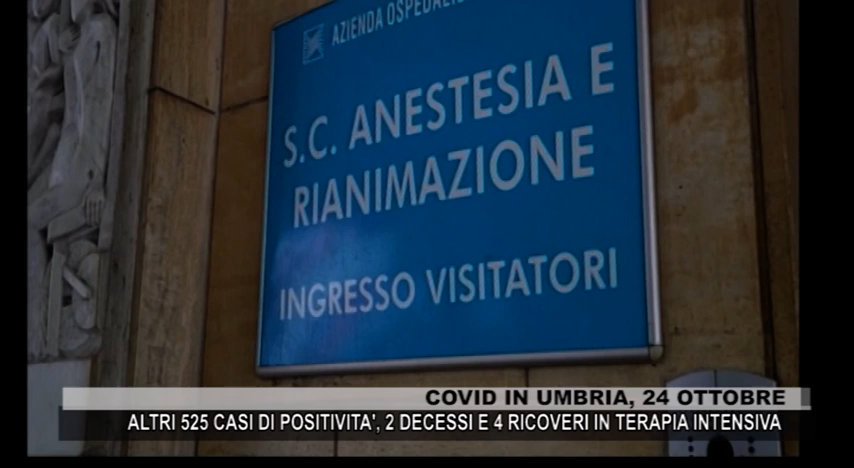 AZIENDA
S.C. ANESTESIA E
RIANIMAZIONE
INGRESSO VISITATORI
COVID IN UMBRIA, 24 OTTOBRE
ALTRI 525 CASI DI POSITIVITA', 2 DECESSI E 4 RICOVERI IN TERAPIA INTENSIVA